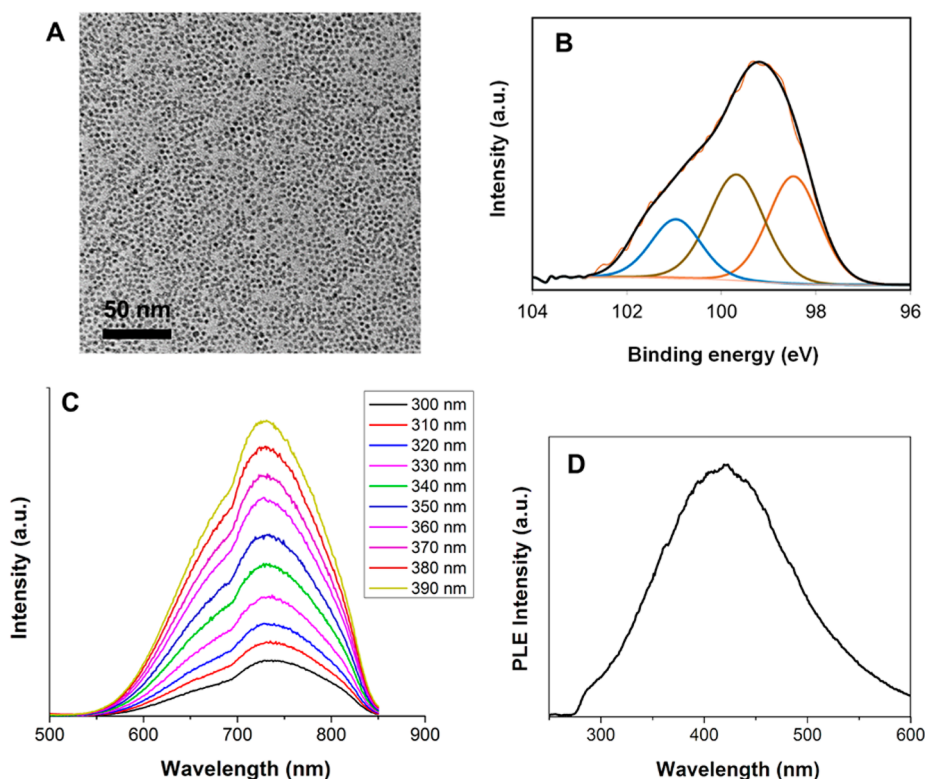 A
50 nm
B
Intensity (a.u.)
104
102
100
98
96
Binding energy (eV)
C
Intensity (a.u.)
300 nm
310 nm
320 nm
330 nm
340 nm
350 nm
360 nm
370 nm
380 nm
390 nm
500
600
700
800
900
Wavelength (nm)
D
PLE Intensity (a.u.)
300
400
500
600
Wavelength (nm)